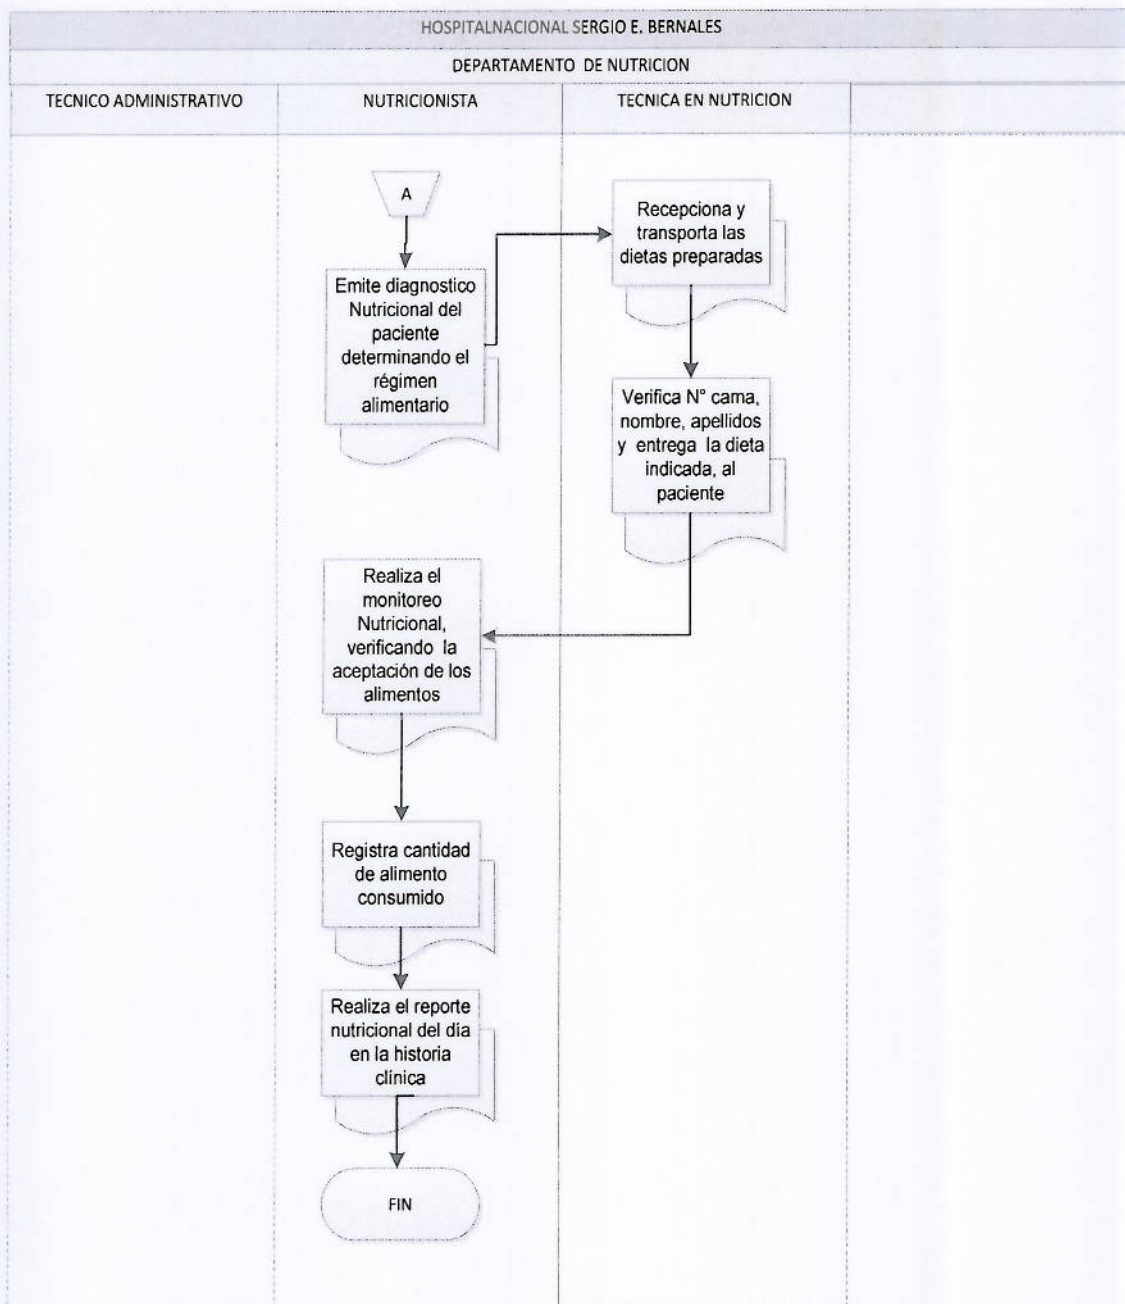 HOSPITALNACIONAL SERGIO E. BERNALES
DEPARTAMENTO DE NUTRICION
TECNICO ADMINISTRATIVO
NUTRICIONISTA
TECNICA EN NUTRICION
A
Emite diagnostico
Nutricional del
paciente
determinando el
régimen
alimentario
Recepciona y
transporta las
dietas preparadas
Verifica N° cama,
nombre, apellidos
y entrega la dieta
indicada, al
paciente
Realiza el
monitoreo
Nutricional,
verificando la
aceptación de los
alimentos
Registra cantidad
de alimento
consumido
Realiza el reporte
nutricional del día
en la historia
clínica
FIN